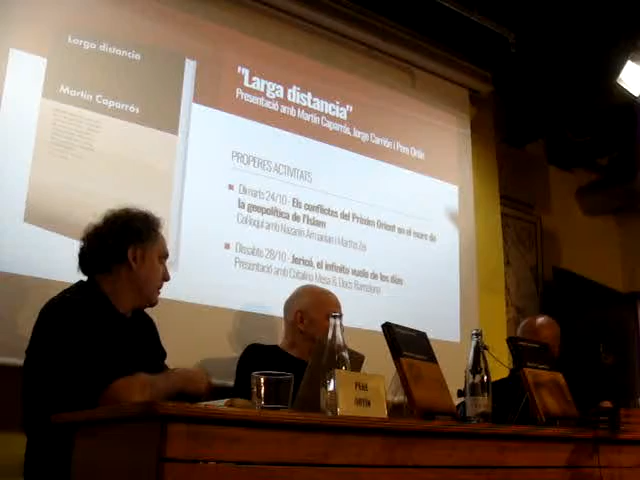 Larga distancia
Martín Caparrós
"Larga distancia"
Presentació amb Martín Caparrós, Jorge Carrión i Pere Ortín
PROPERES ACTIVITATS
Dimarts 24/10 - Els conflictes del Pròxim Orient en el marc de
la geopolítica de l'Islam
Col·loqui amb Nazanín Armanian i Martha Zein
Dissabte 28/10 - Jericó, el infinito vuelo de los días
Presentació amb Catalina Mesa & Docs Barcelona
PERE
ORTÍN